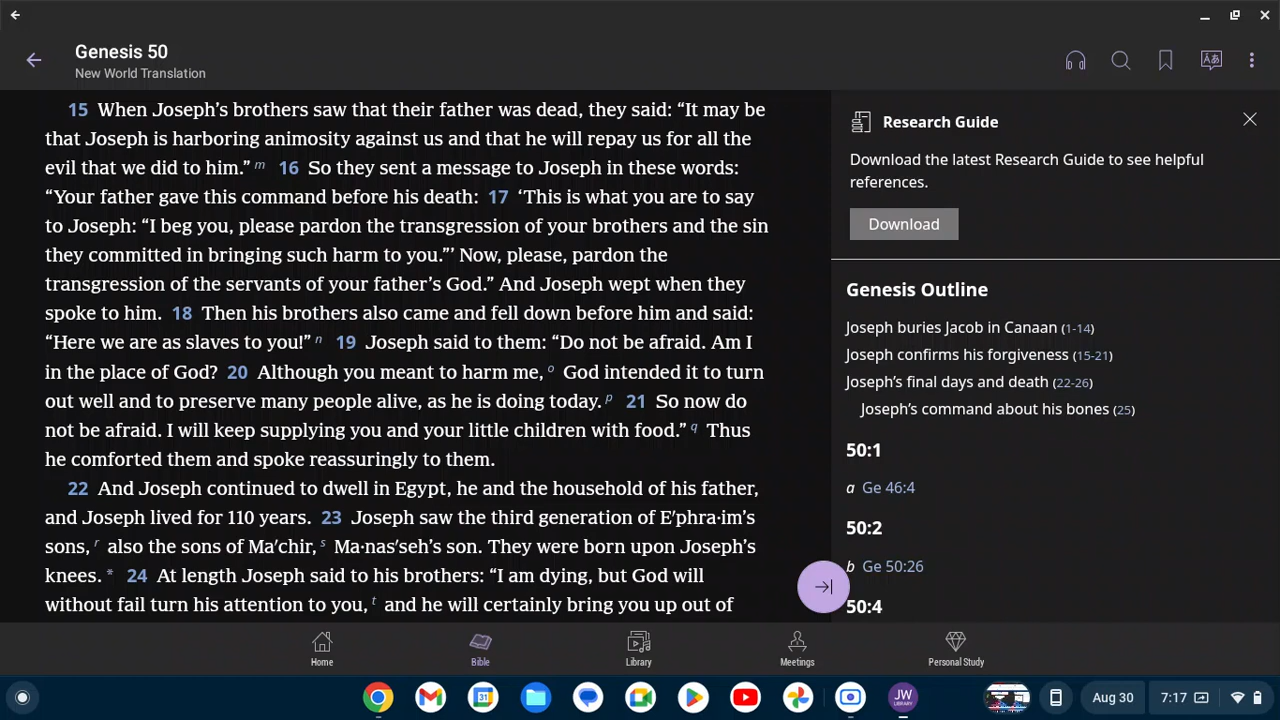 Genesis 50
New World Translation
15 When Joseph’s brothers saw that their father was dead, they said: “It may be
that Joseph is harboring animosity against us and that he will repay us for all the
evil that we did to him.” m 16 So they sent a message to Joseph in these words:
“Your father gave this command before his death: 17 ‘This is what you are to say
to Joseph: “I beg you, please pardon the transgression of your brothers and the sin
they committed in bringing such harm to you.”’ Now, please, pardon the
transgression of the servants of your father’s God.” And Joseph wept when they
spoke to him. 18 Then his brothers also came and fell down before him and said:
“Here we are as slaves to you!” n 19 Joseph said to them: “Do not be afraid. Am I
in the place of God? 20 Although you meant to harm me, o God intended it to turn
out well and to preserve many people alive, as he is doing today. p 21 So now do
not be afraid. I will keep supplying you and your little children with food.” q Thus
he comforted them and spoke reassuringly to them.
22 And Joseph continued to dwell in Egypt, he and the household of his father,
and Joseph lived for 110 years. 23 Joseph saw the third generation of Eʹphra·im’s
sons, r also the sons of Maʹchir, s Ma·nasʹseh’s son. They were born upon Joseph’s
knees. * 24 At length Joseph said to his brothers: “I am dying, but God will
without fail turn his attention to you, t and he will certainly bring you up out of
Research Guide
Download the latest Research Guide to see helpful
references.
Download
Genesis Outline
Joseph buries Jacob in Canaan (1-14)
Joseph confirms his forgiveness (15-21)
Joseph’s final days and death (22-26)
Joseph’s command about his bones (25)
50:1
a Ge 46:4
50:2
b Ge 50:26
50:4
Home
Bible
Library
Meetings
Personal Study
31
JW
LIBRARY
Aug 30
7:17